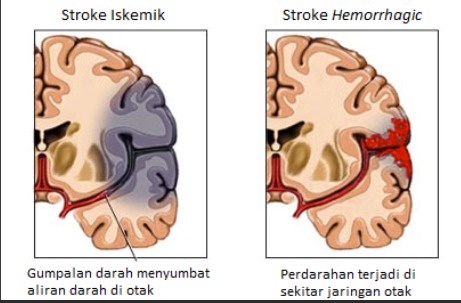 Stroke Iskemik
Stroke Hemorrhagic
Gumpalan darah menyumbat
aliran darah di otak
Perdarahan terjadi di
sekitar jaringan otak